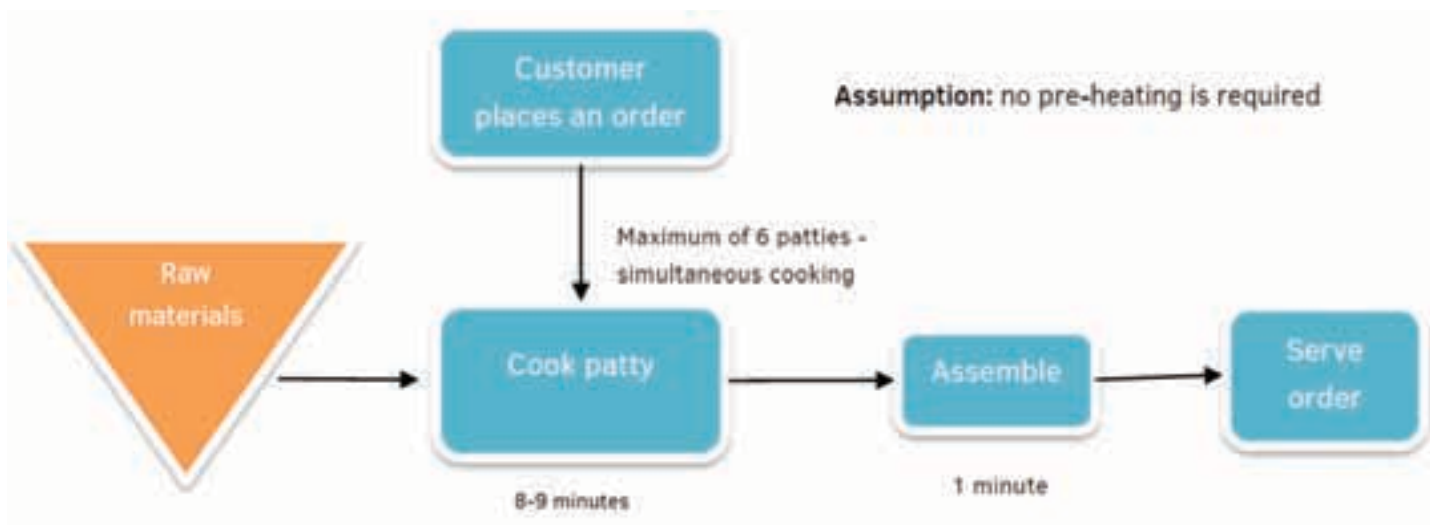 Customer
places an order
Assumption: no pre-heating is required
Maximum of 6 patties -
simultaneous cooking
Raw
materials
Cook patty
Assemble
Serve
order
8-9 minutes
1 minute